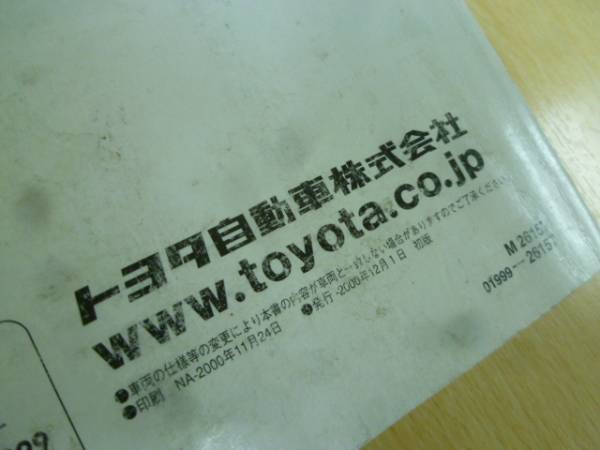 トヨタ自動車株式会社
www.toyota.co.jp
●車両の仕様等の変更により本書の内容が車両と一致しない場合がありますのでご了承ください。
●印刷 NA-2000年11月24日 ●発行-2000年12月1日 初版
M 26157
01999-26157